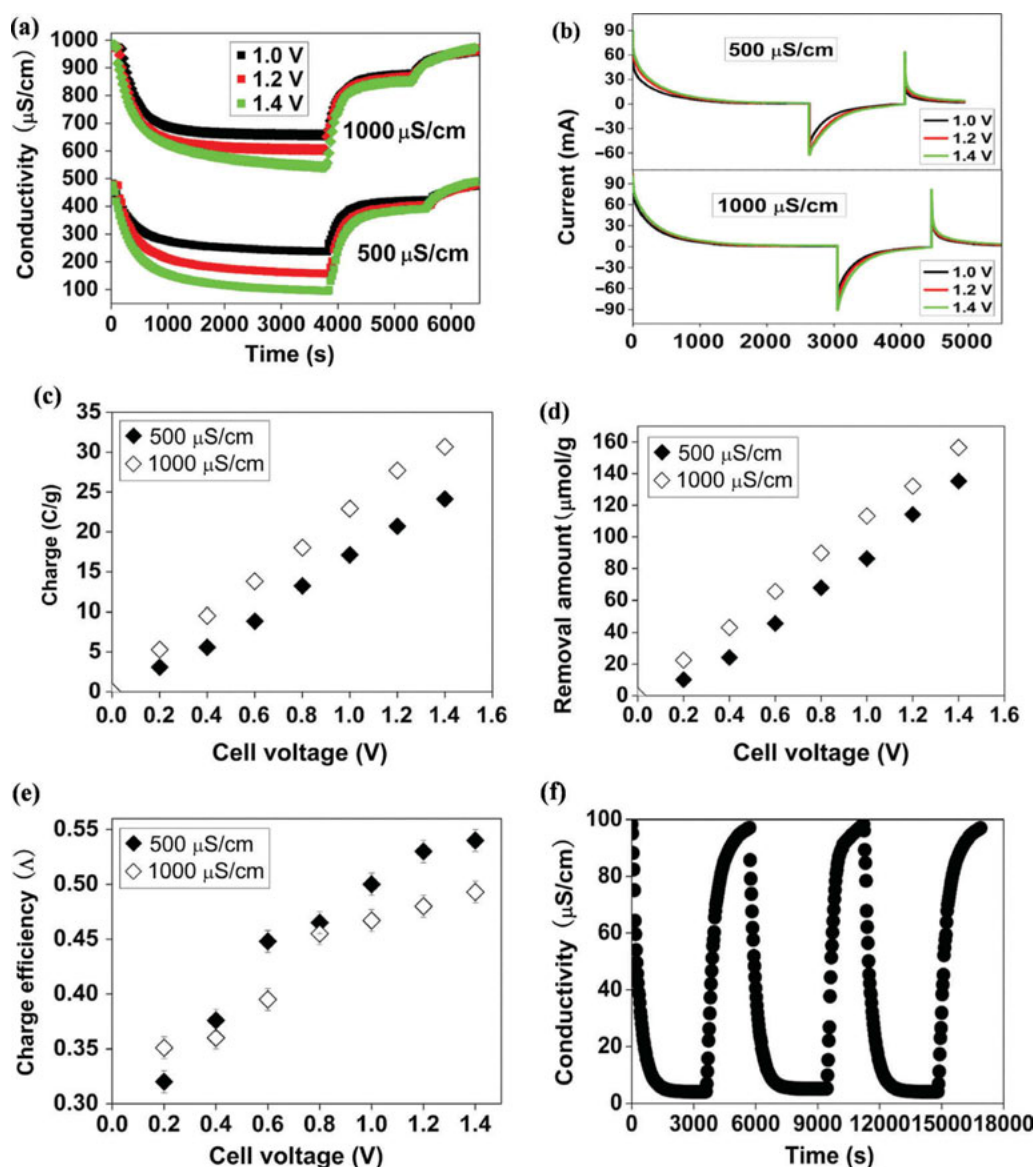 (a)
1000
900
800
700
600
500
400
300
200
100
Conductivity (μS/cm)
1.0 V
1.2 V
1.4 V
1000 μS/cm
500 μS/cm
0 1000 2000 3000 4000 5000 6000
Time (s)
(b)
90
60
30
0
−30
−60
500 μS/cm
1.0 V
1.2 V
1.4 V
90
60
30
0
−30
−60
−90
Current (mA)
1000 μS/cm
1.0 V
1.2 V
1.4 V
0 1000 2000 3000 4000 5000
(c)
35
30
25
20
15
10
5
0
Charge (C/g)
500 μS/cm
1000 μS/cm
0.2 0.4 0.6 0.8 1.0 1.2 1.4 1.6
Cell voltage (V)
(d)
160
140
120
100
80
60
40
20
0
Removal amount (μmol/g)
500 μS/cm
1000 μS/cm
0.2 0.4 0.6 0.8 1.0 1.2 1.4 1.6
Cell voltage (V)
(e)
0.55
0.50
0.45
0.40
0.35
0.30
Charge efficiency (Λ)
500 μS/cm
1000 μS/cm
0.0 0.2 0.4 0.6 0.8 1.0 1.2 1.4
Cell voltage (V)
(f)
100
80
60
40
20
0
Conductivity (μS/cm)
0 3000 6000 9000 12000 15000 18000
Time (s)